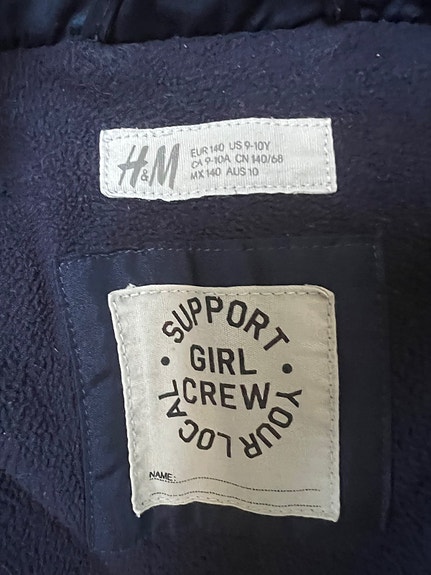 H&M
EUR 140 US 9-10Y
CA 9-10A CN 140/68
MX 140 AUS 10
SUPPORT
• GIRL •
CREW
YOUR LOCAL
NAME: